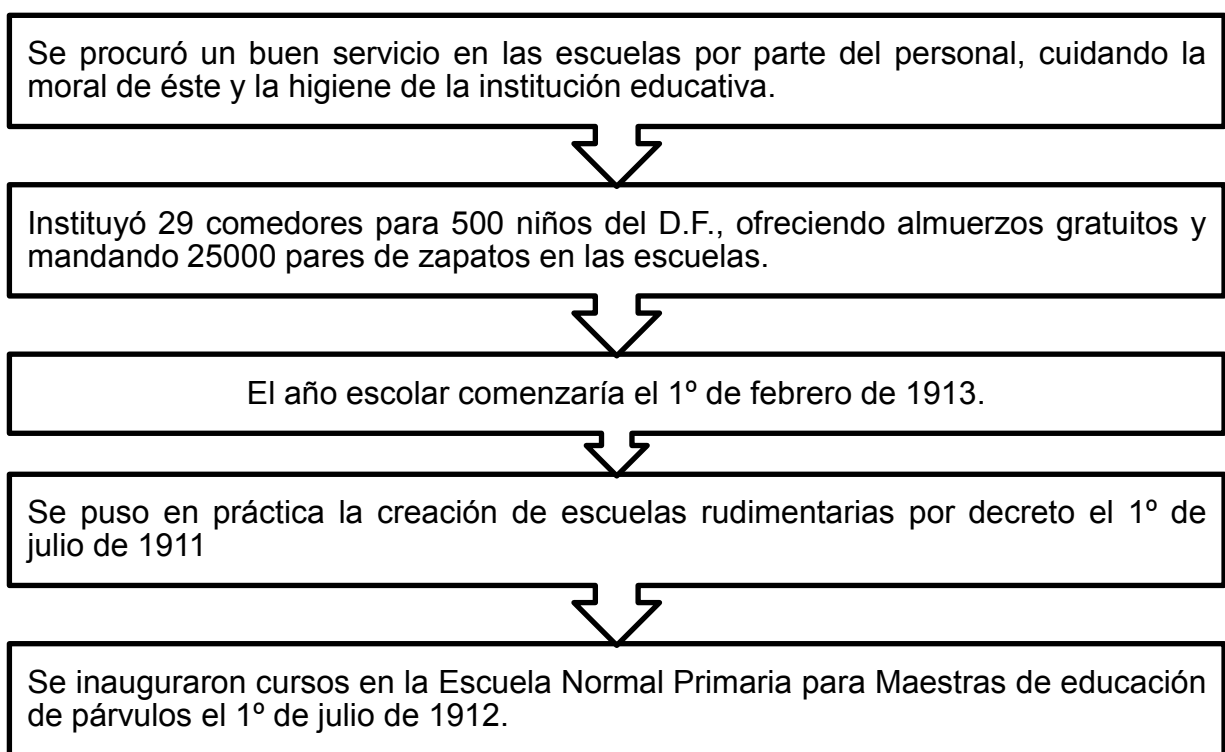 Se procuró un buen servicio en las escuelas por parte del personal, cuidando la
moral de éste y la higiene de la institución educativa.
Instituyó 29 comedores para 500 niños del D.F., ofreciendo almuerzos gratuitos y
mandando 25000 pares de zapatos en las escuelas.
El año escolar comenzaría el 1º de febrero de 1913.
Se puso en práctica la creación de escuelas rudimentarias por decreto el 1º de
julio de 1911
Se inauguraron cursos en la Escuela Normal Primaria para Maestras de educación
de párvulos el 1º de julio de 1912.